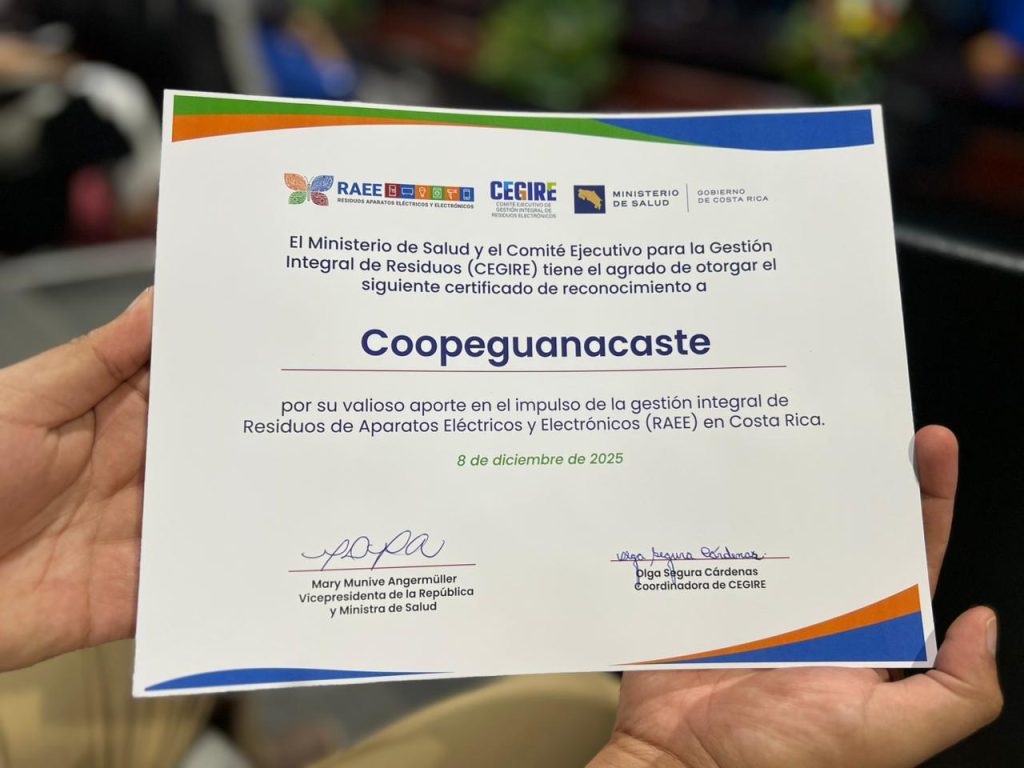 RAEE
RESIDUOS APARATOS ELÉCTRICOS Y ELECTRÓNICOS
CEGIRE
COMITÉ EJECUTIVO DE
GESTIÓN INTEGRAL DE
RESIDUOS ELECTRÓNICOS
MINISTERIO
DE SALUD
GOBIERNO
DE COSTA RICA
El Ministerio de Salud y el Comité Ejecutivo para la Gestión
Integral de Residuos (CEGIRE) tiene el agrado de otorgar el
siguiente certificado de reconocimiento a
Coopeguanacaste
por su valioso aporte en el impulso de la gestión integral de
Residuos de Aparatos Eléctricos y Electrónicos (RAEE) en Costa Rica.
8 de diciembre de 2025
Mary Munive Angermüller
Vicepresidenta de la República
y Ministra de Salud
Olga Segura Cárdenas
Olga Segura Cárdenas
Coordinadora de CEGIRE